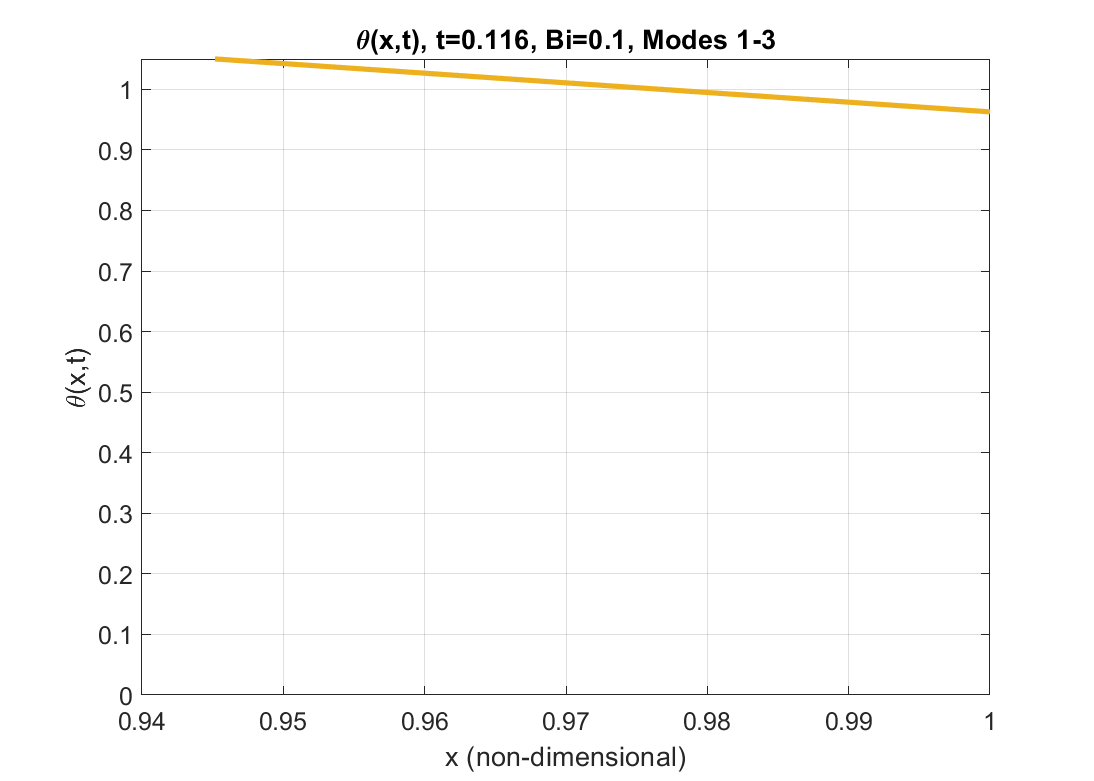 θ(x,t), t=0.116, Bi=0.1, Modes 1-3
1
0.9
0.8
0.7
0.6
0.5
0.4
0.3
0.2
0.1
0
θ(x,t)
0.94 0.95 0.96 0.97 0.98 0.99 1
x (non-dimensional)